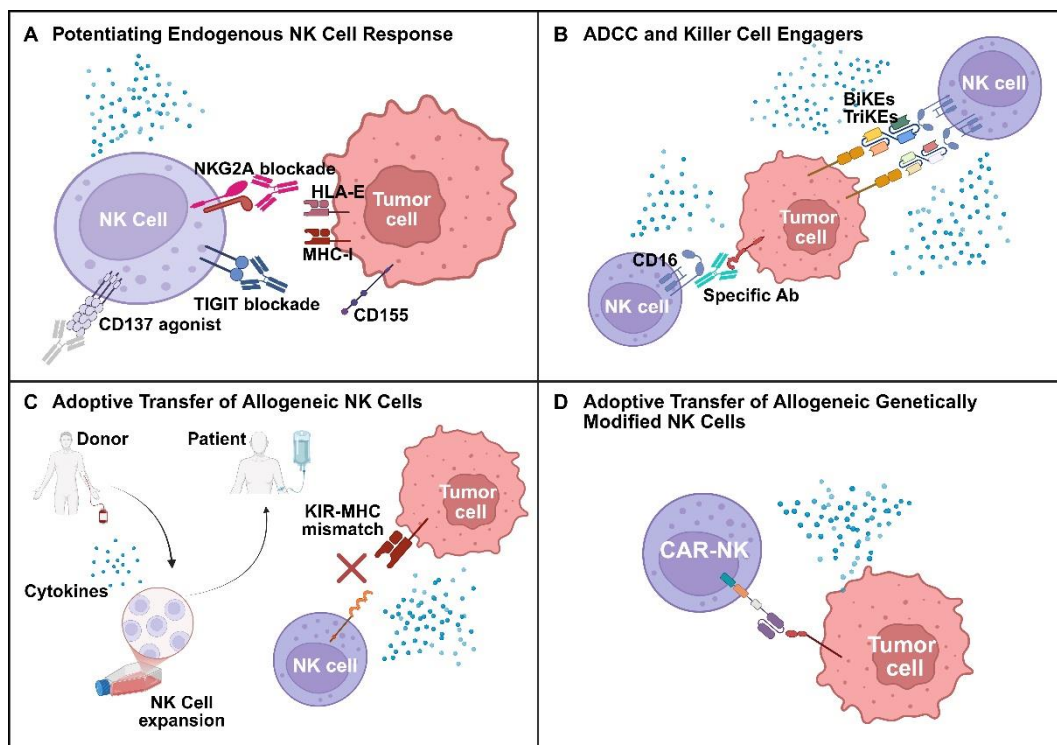 A Potentiating Endogenous NK Cell Response
NKG2A blockade
HLA-E
NK Cell
Tumor
cell
MHC-I
TIGIT blockade
CD155
CD137 agonist
B ADCC and Killer Cell Engagers
NK cell
BiKEs
TriKEs
Tumor
cell
CD16
Specific Ab
NK cell
C Adoptive Transfer of Allogeneic NK Cells
Donor
Patient
Tumor
cell
KIR-MHC
mismatch
Cytokines
NK cell
NK Cell
expansion
D Adoptive Transfer of Allogeneic Genetically
Modified NK Cells
CAR-NK
Tumor
cell